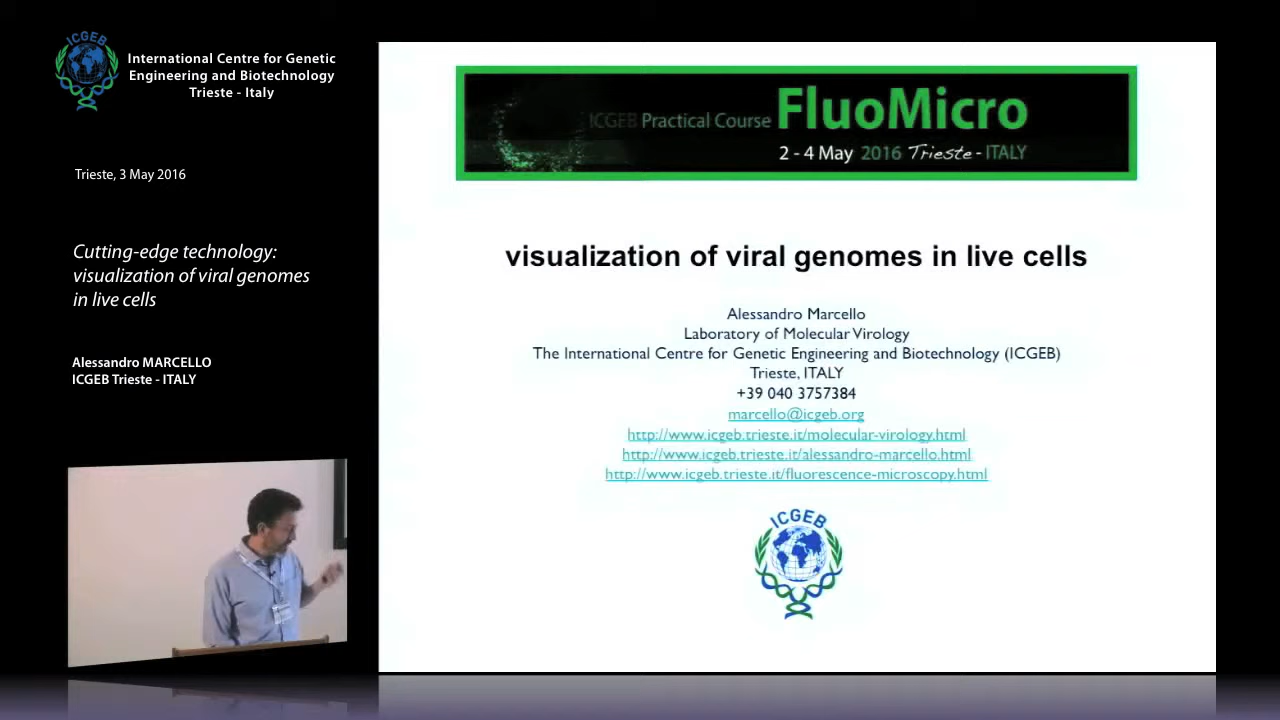 ICGEB
International Centre for Genetic
Engineering and Biotechnology
Trieste - Italy
Trieste, 3 May 2016
Cutting-edge technology:
visualization of viral genomes
in live cells
Alessandro MARCELLO
ICGEB Trieste - ITALY
ICGEB Practical Course FluoMicro
2 - 4 May 2016 Trieste - ITALY
visualization of viral genomes in live cells
Alessandro Marcello
Laboratory of Molecular Virology
The International Centre for Genetic Engineering and Biotechnology (ICGEB)
Trieste, ITALY
+39 040 3757384
marcello@icgeb.org
http://www.icgeb.trieste.it/molecular-virology.html
http://www.icgeb.trieste.it/alessandro-marcello.html
http://www.icgeb.trieste.it/fluorescence-microscopy.html
ICGEB